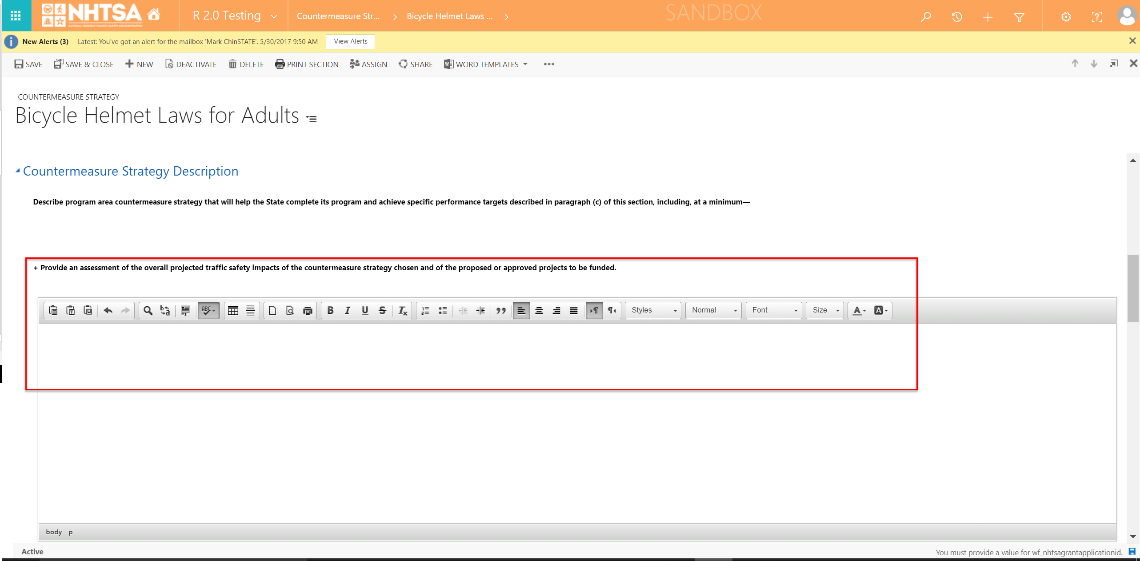 NHTSA
R 2.0 Testing
Countermeasure Str...
Bicycle Helmet Laws ...
SANDBOX
New Alerts (3) Latest: You've got an alert for the mailbox 'Mark ChinSTATE'. 5/30/2017 9:50 AM View Alerts
SAVE SAVE & CLOSE NEW DEACTIVATE DELETE PRINT SECTION ASSIGN SHARE WORD TEMPLATES
COUNTERMEASURE STRATEGY
Bicycle Helmet Laws for Adults
Countermeasure Strategy Description
Describe program area countermeasure strategy that will help the State complete its program and achieve specific performance targets described in paragraph (c) of this section, including, at a minimum—
+ Provide an assessment of the overall projected traffic safety impacts of the countermeasure strategy chosen and of the proposed or approved projects to be funded.
B I U S Ix Styles Normal Font Size A A
body p
Active
You must provide a value for wf_nhtsagrantapplicationid.